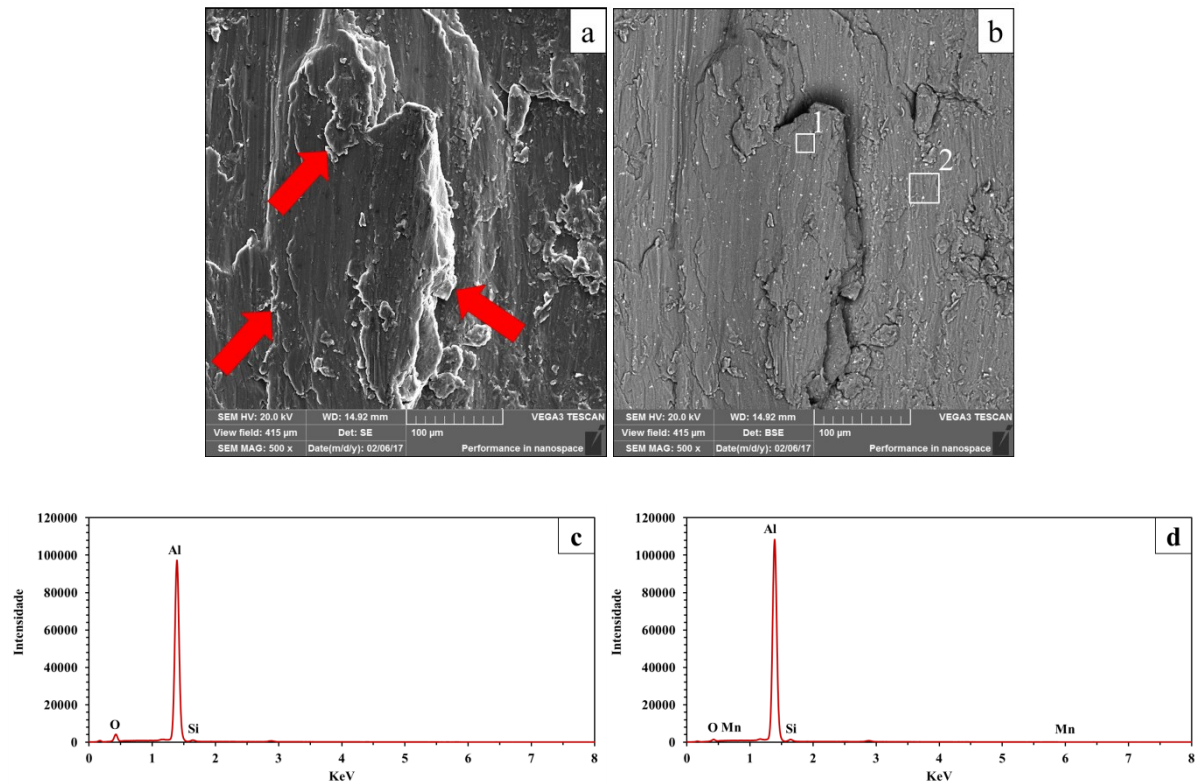 a
SEM HV: 20.0 kV WD: 14.92 mm VEGA3 TESCAN
View field: 415 µm Det: SE 100 µm
SEM MAG: 500 x Date(m/d/y): 02/06/17 Performance in nanospace
b
1
2
SEM HV: 20.0 kV WD: 14.92 mm VEGA3 TESCAN
View field: 415 µm Det: BSE 100 µm
SEM MAG: 500 x Date(m/d/y): 02/06/17 Performance in nanospace
c
Intensidade
120000
100000
80000
60000
40000
20000
0
Al
O
Si
0 1 2 3 4 5 6 7 8
KeV
d
Intensidade
120000
100000
80000
60000
40000
20000
0
Al
O Mn
Si
Mn
0 1 2 3 4 5 6 7 8
KeV